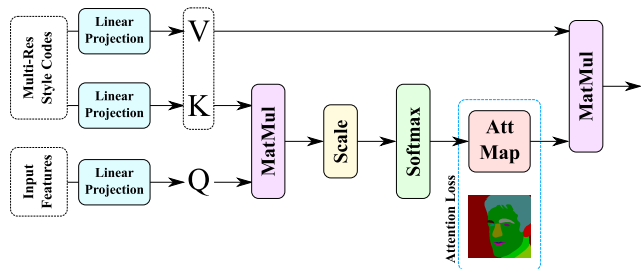 Multi-Res
Style Codes
Linear
Projection
V
Linear
Projection
K
MatMul
Scale
Softmax
Att
Map
MatMul
Input
Features
Linear
Projection
Q
Attention Loss